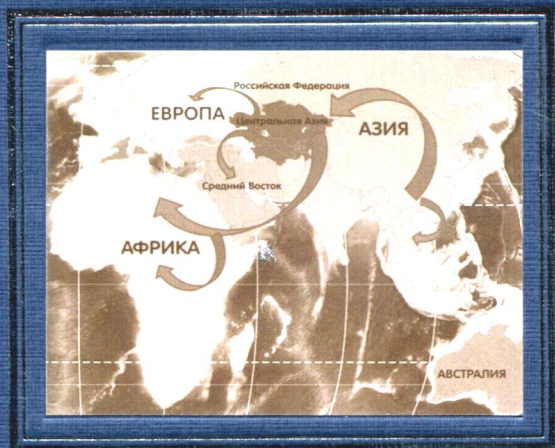 Российская Федерация
ЕВРОПА
Центральная Азия
АЗИЯ
Средний Восток
АФРИКА
АВСТРАЛИЯ